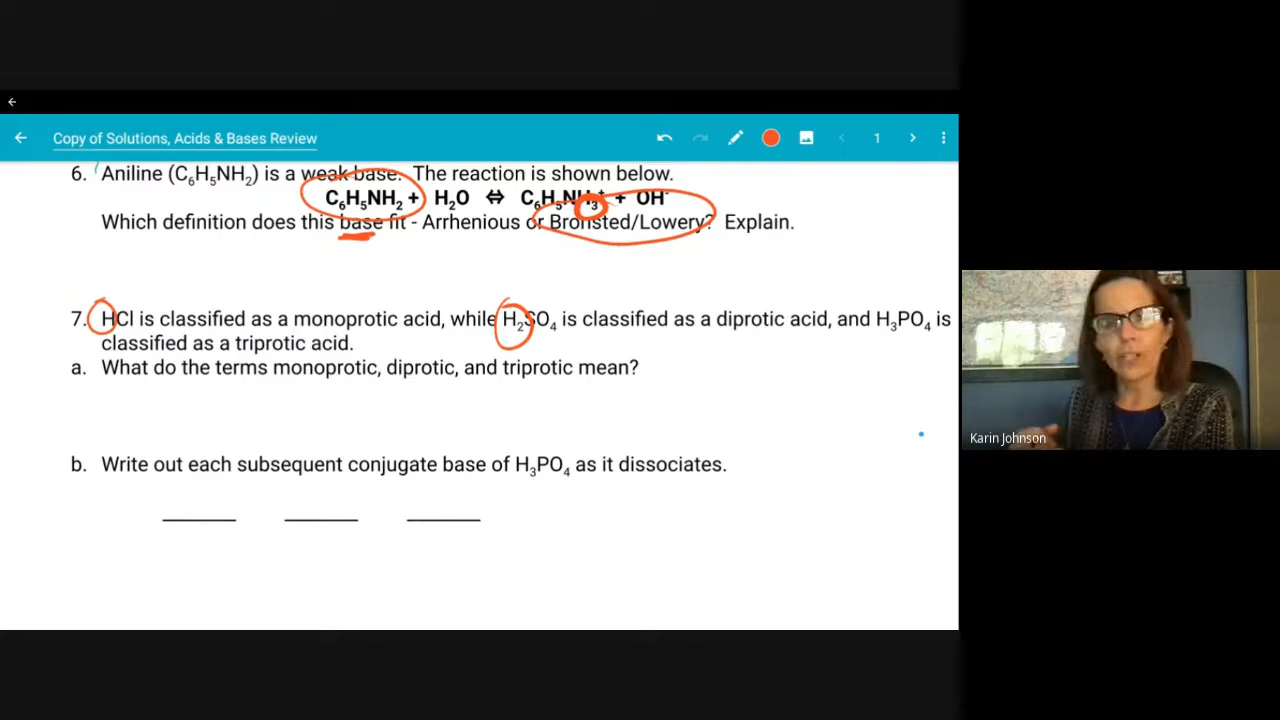 Copy of Solutions, Acids & Bases Review
1
6. Aniline (C₆H₅NH₂) is a weak base. The reaction is shown below.
C₆H₅NH₂ + H₂O ⇔ C₆H₅NH₃⁺ + OH⁻
Which definition does this base fit - Arrhenious or Bronsted/Lowery? Explain.
7. HCl is classified as a monoprotic acid, while H₂SO₄ is classified as a diprotic acid, and H₃PO₄ is
classified as a triprotic acid.
a. What do the terms monoprotic, diprotic, and triprotic mean?
Karin Johnson
b. Write out each subsequent conjugate base of H₃PO₄ as it dissociates.